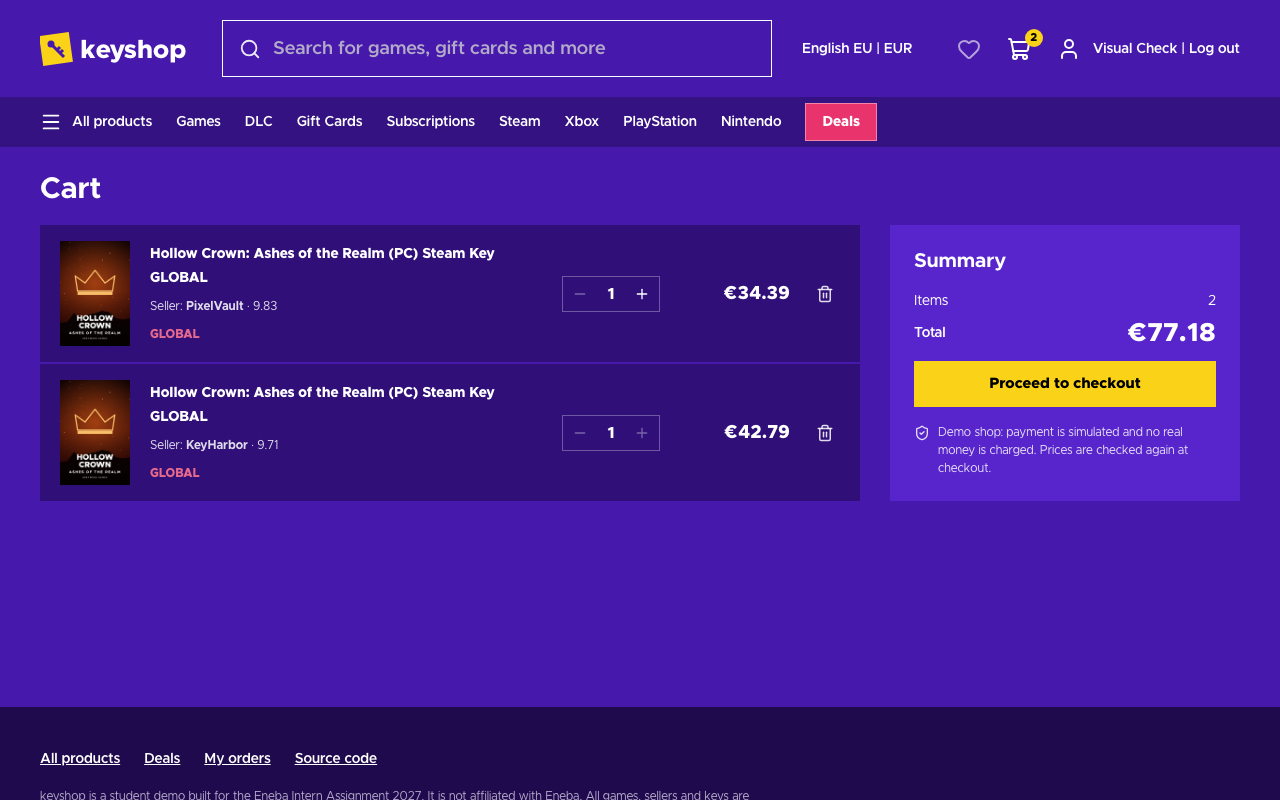 keyshop
Search for games, gift cards and more
English EU | EUR
2
Visual Check | Log out
All products
Games
DLC
Gift Cards
Subscriptions
Steam
Xbox
PlayStation
Nintendo
Deals
Cart
HOLLOW
CROWN
ASHES OF THE REALM
Hollow Crown: Ashes of the Realm (PC) Steam Key
GLOBAL
Seller: PixelVault · 9.83
GLOBAL
1
€34.39
HOLLOW
CROWN
ASHES OF THE REALM
Hollow Crown: Ashes of the Realm (PC) Steam Key
GLOBAL
Seller: KeyHarbor · 9.71
GLOBAL
1
€42.79
Summary
Items 2
Total €77.18
Proceed to checkout
Demo shop: payment is simulated and no real
money is charged. Prices are checked again at
checkout.
All products
Deals
My orders
Source code
keyshop is a student demo built for the Eneba Intern Assignment 2027. It is not affiliated with Eneba. All games, sellers and keys are